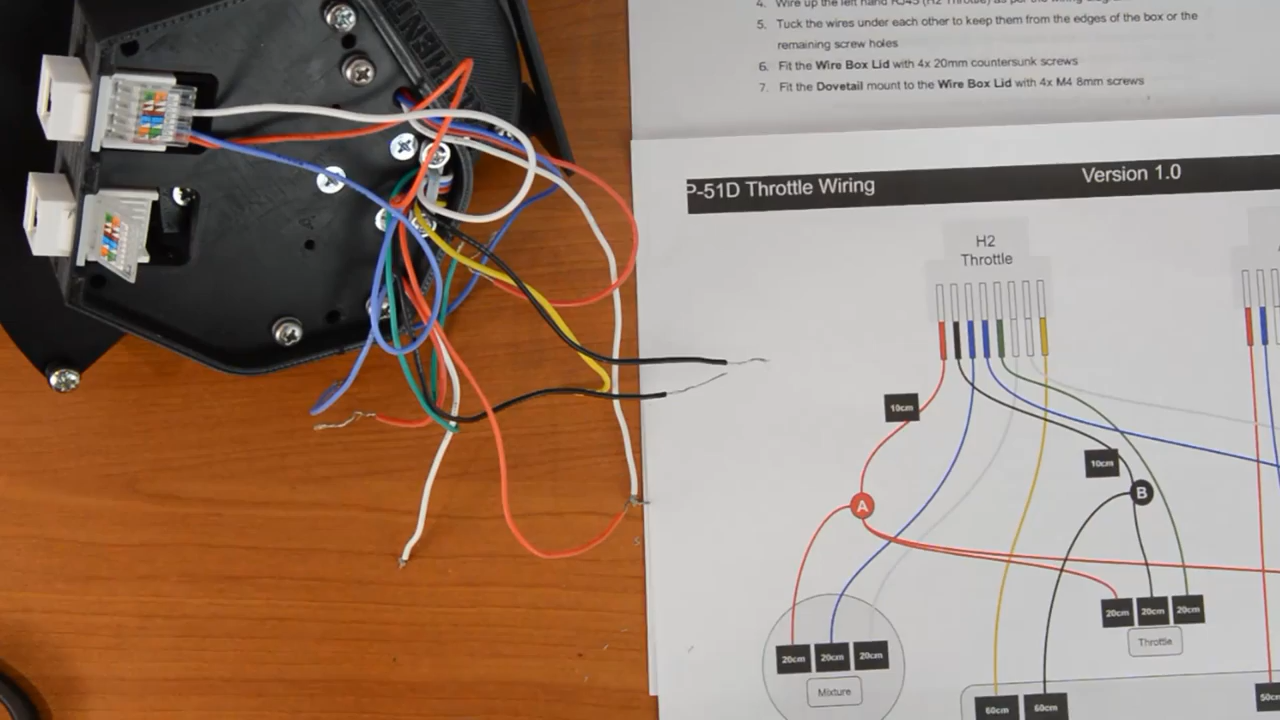 4. Wire up the left hand RJ45 (H2 Throttle) as per the wiring
5. Tuck the wires under each other to keep them from the edges of the box or the
remaining screw holes
6. Fit the Wire Box Lid with 4x 20mm countersunk screws
7. Fit the Dovetail mount to the Wire Box Lid with 4x M4 8mm screws
P-51D Throttle Wiring
Version 1.0
H2
Throttle
10cm
10cm
B
A
20cm 20cm 20cm
Throttle
20cm 20cm 20cm
Mixture
60cm 60cm
50c
A